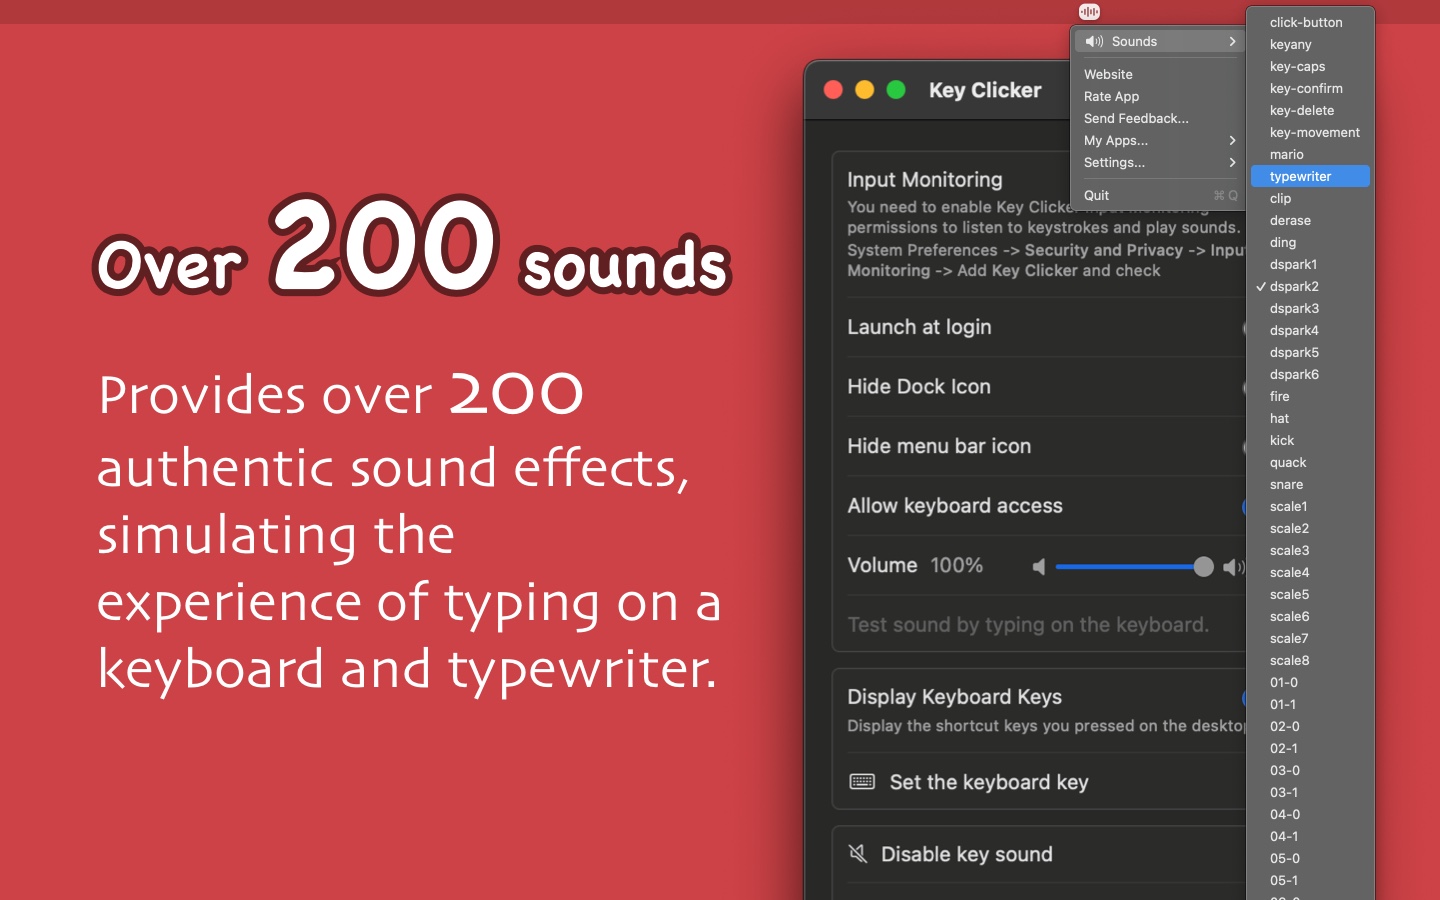 Over 200 sounds
Provides over 200
authentic sound effects,
simulating the
experience of typing on a
keyboard and typewriter.
Key Clicker
Input Monitoring
You need to enable Key Clicker Input Monitoring
permissions to listen to keystrokes and play sounds.
System Preferences -> Security and Privacy -> Input
Monitoring -> Add Key Clicker and check
Launch at login
Hide Dock Icon
Hide menu bar icon
Allow keyboard access
Volume 100%
Test sound by typing on the keyboard.
Display Keyboard Keys
Display the shortcut keys you pressed on the desktop
Set the keyboard key
Disable key sound
Sounds
Website
Rate App
Send Feedback...
My Apps...
Settings...
Quit ⌘ Q
click-button
keyany
key-caps
key-confirm
key-delete
key-movement
mario
typewriter
clip
derase
ding
dspark1
✓ dspark2
dspark3
dspark4
dspark5
dspark6
fire
hat
kick
quack
snare
scale1
scale2
scale3
scale4
scale5
scale6
scale7
scale8
01-0
01-1
02-0
02-1
03-0
03-1
04-0
04-1
05-0
05-1